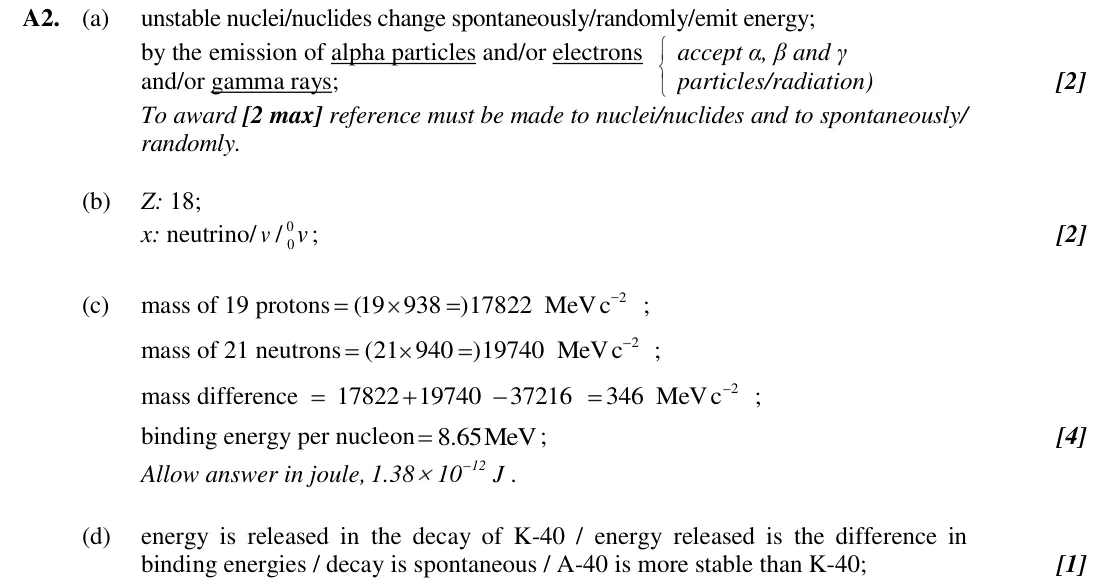 A2. (a) unstable nuclei/nuclides change spontaneously/randomly/emit energy;
by the emission of alpha particles and/or electrons { accept α, β and γ
and/or gamma rays; particles/radiation) [2]
To award [2 max] reference must be made to nuclei/nuclides and to spontaneously/
randomly.
(b) Z: 18;
x: neutrino/ν/⁰₀ν; [2]
(c) mass of 19 protons = (19×938 =)17822 MeV c⁻² ;
mass of 21 neutrons = (21×940 =)19740 MeV c⁻² ;
mass difference = 17822+19740 −37216 =346 MeV c⁻² ;
binding energy per nucleon = 8.65 MeV ; [4]
Allow answer in joule, 1.38 × 10⁻¹² J .
(d) energy is released in the decay of K-40 / energy released is the difference in
binding energies / decay is spontaneous / A-40 is more stable than K-40; [1]